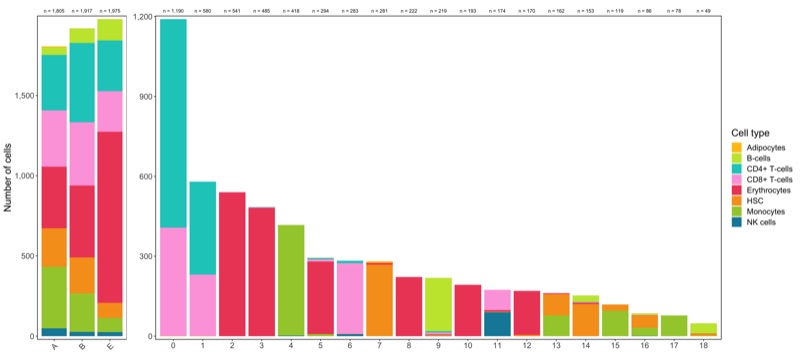 n = 1,805 n = 1,917 n = 1,975
n = 1,190 n = 580 n = 541 n = 485 n = 418 n = 294 n = 283 n = 281 n = 222 n = 219 n = 193 n = 174 n = 170 n = 162 n = 153 n = 119 n = 86 n = 78 n = 49
Number of cells
1,500
1,000
500
0
A B E
1,200
900
600
300
0
0 1 2 3 4 5 6 7 8 9 10 11 12 13 14 15 16 17 18
Cell type
Adipocytes
B-cells
CD4+ T-cells
CD8+ T-cells
Erythrocytes
HSC
Monocytes
NK cells